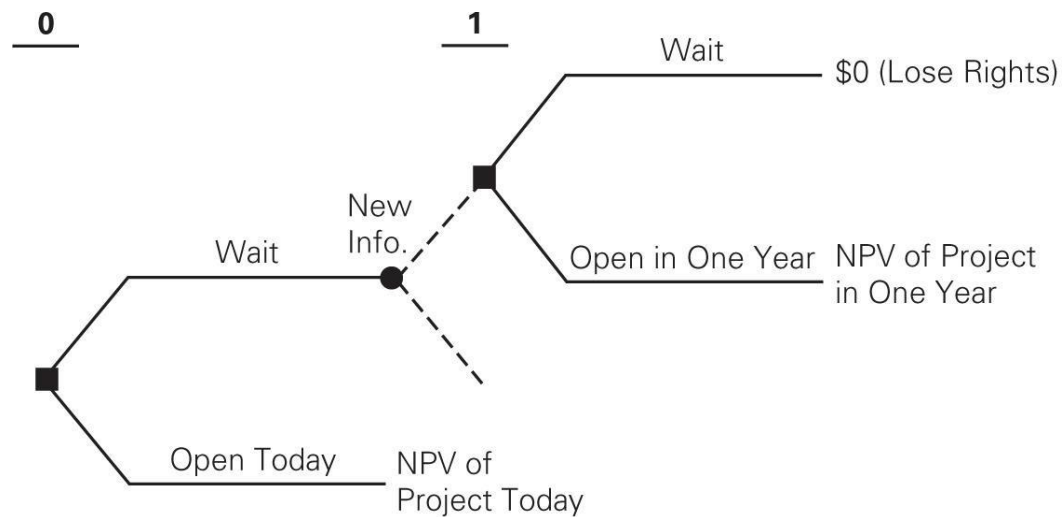 0
1
Wait
$0 (Lose Rights)
New
Info.
Wait
Open in One Year
NPV of Project
in One Year
Open Today
NPV of
Project Today